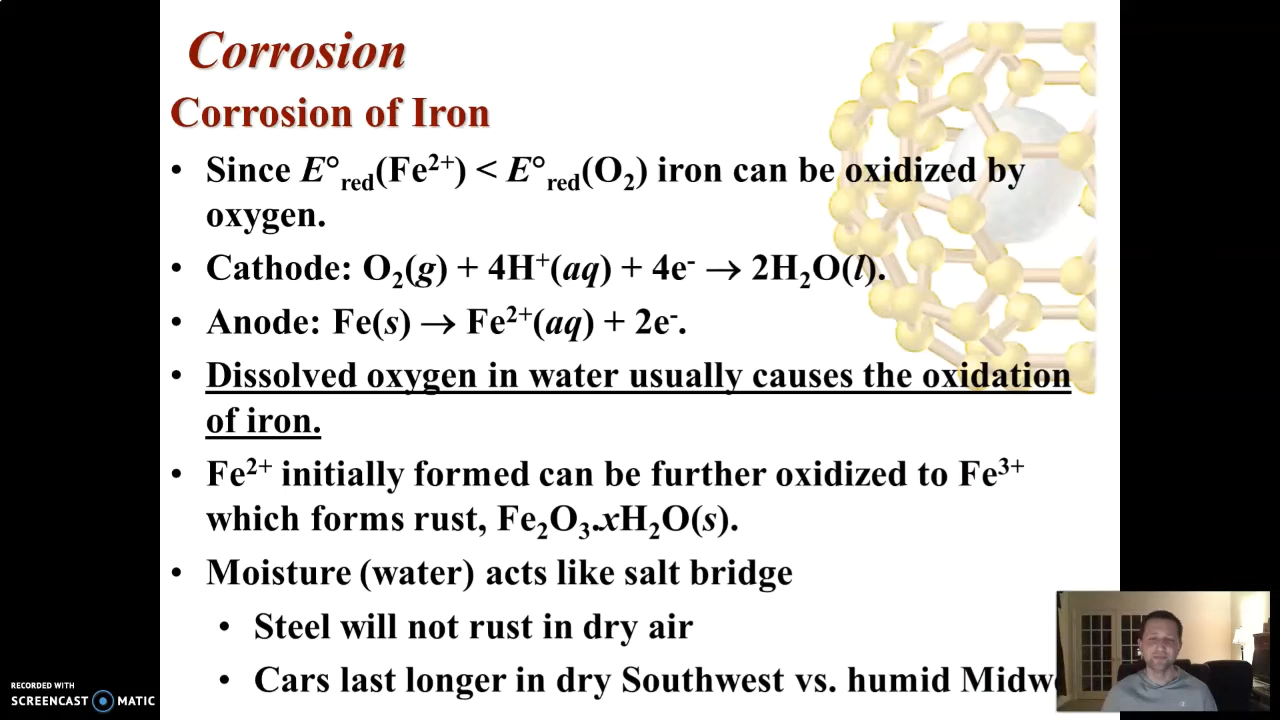 Corrosion
Corrosion of Iron
• Since E°red(Fe²⁺) < E°red(O₂) iron can be oxidized by
oxygen.
• Cathode: O₂(g) + 4H⁺(aq) + 4e⁻ → 2H₂O(l).
• Anode: Fe(s) → Fe²⁺(aq) + 2e⁻.
• Dissolved oxygen in water usually causes the oxidation
of iron.
• Fe²⁺ initially formed can be further oxidized to Fe³⁺
which forms rust, Fe₂O₃.xH₂O(s).
• Moisture (water) acts like salt bridge
• Steel will not rust in dry air
• Cars last longer in dry Southwest vs. humid
RECORDED WITH
SCREENCAST MATIC